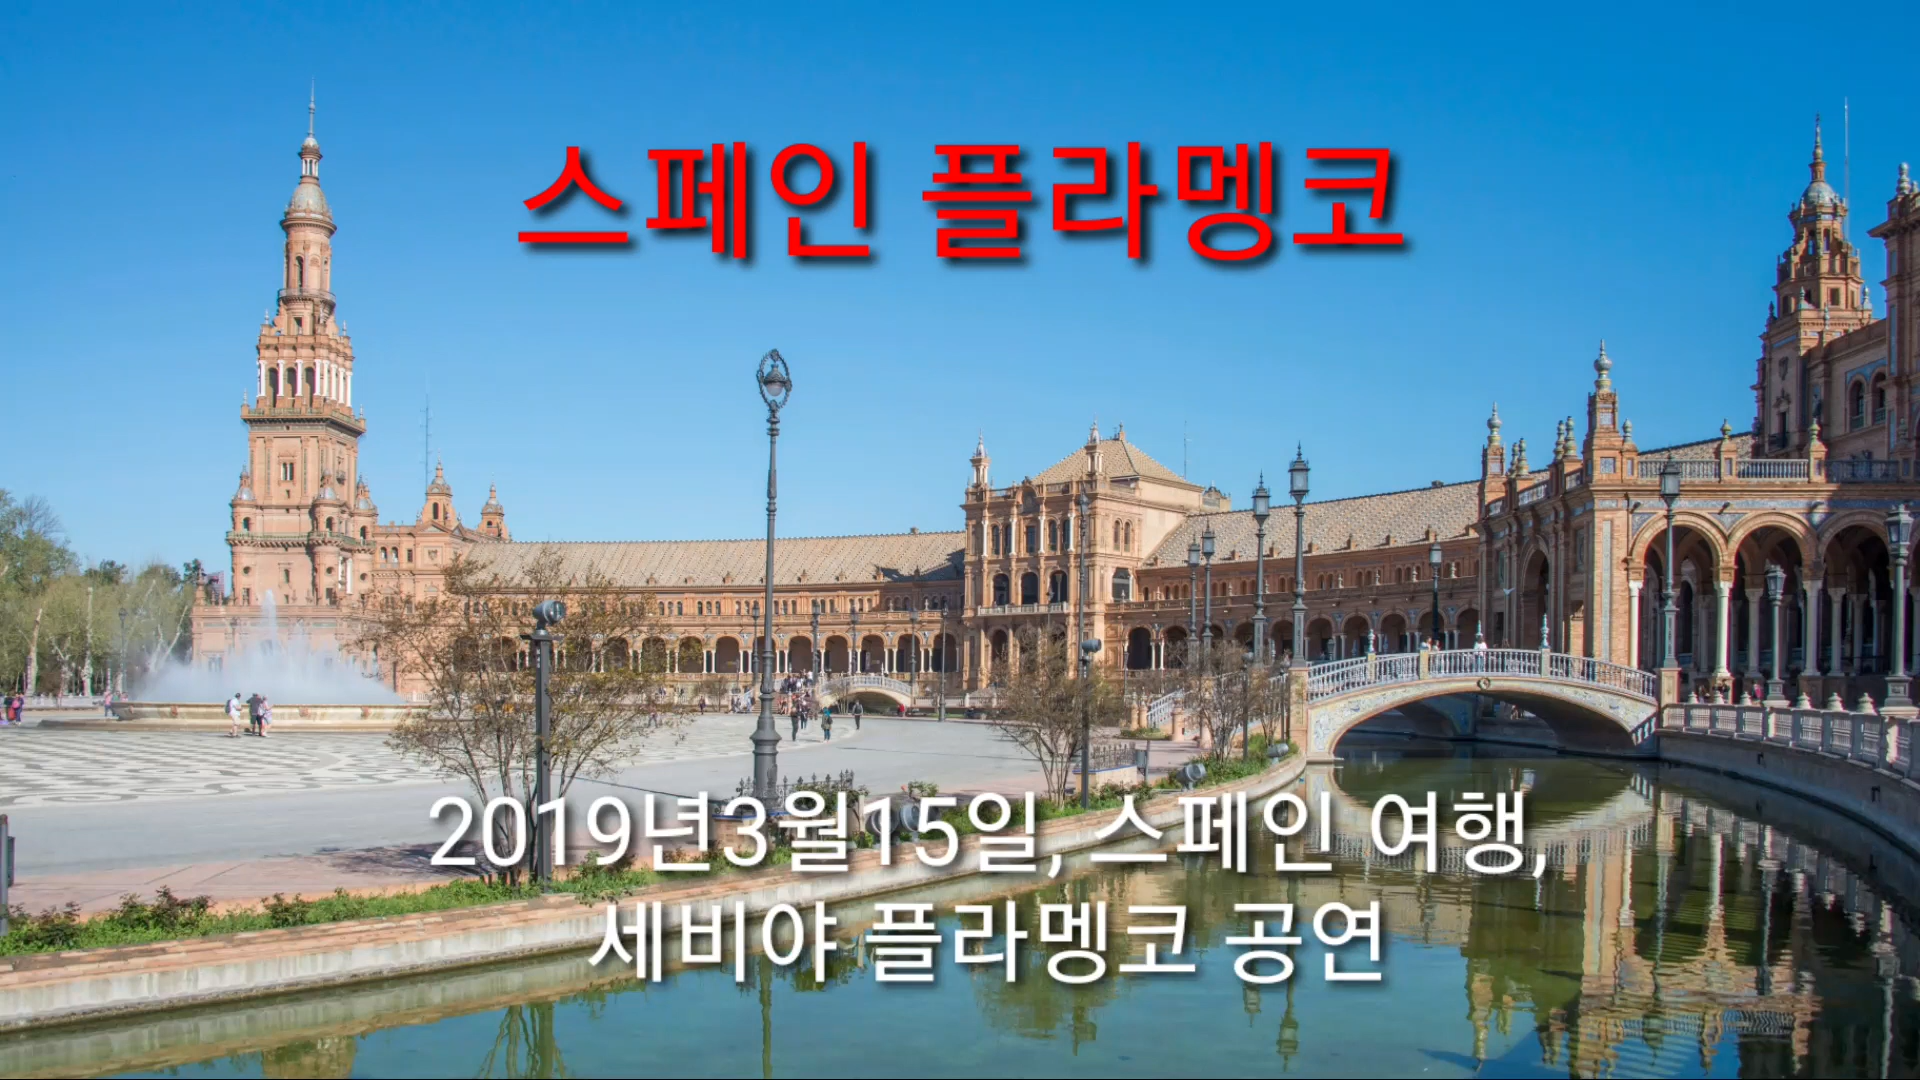 스페인 플라멩코
2019년3월15일, 스페인 여행,
세비야 플라멩코 공연